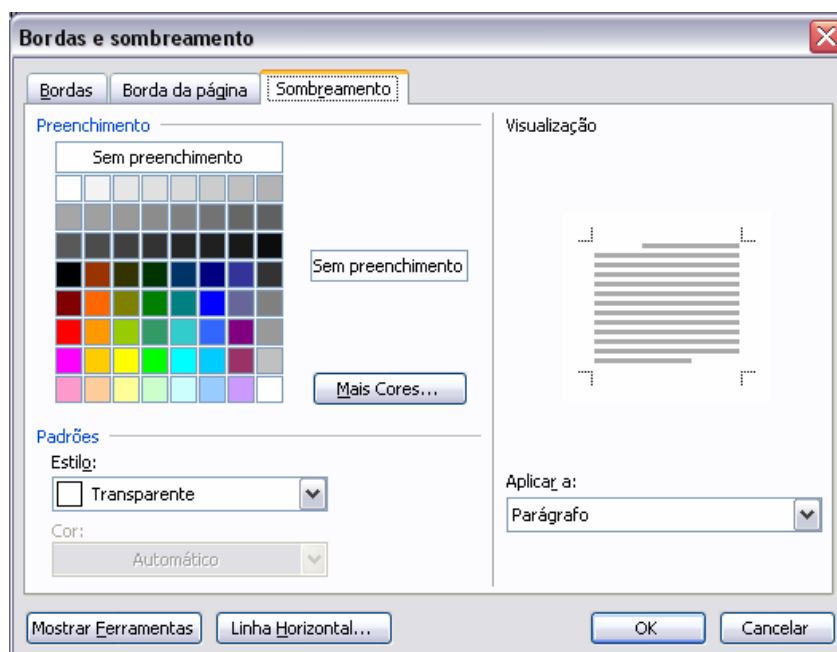 Bordas e sombreamento
Bordas
Borda da página
Sombreamento
Preenchimento
Sem preenchimento
Sem preenchimento
Mais Cores...
Padrões
Estilo:
Transparente
Cor:
Automático
Visualização
Aplicar a:
Parágrafo
Mostrar Ferramentas
Linha Horizontal...
OK
Cancelar